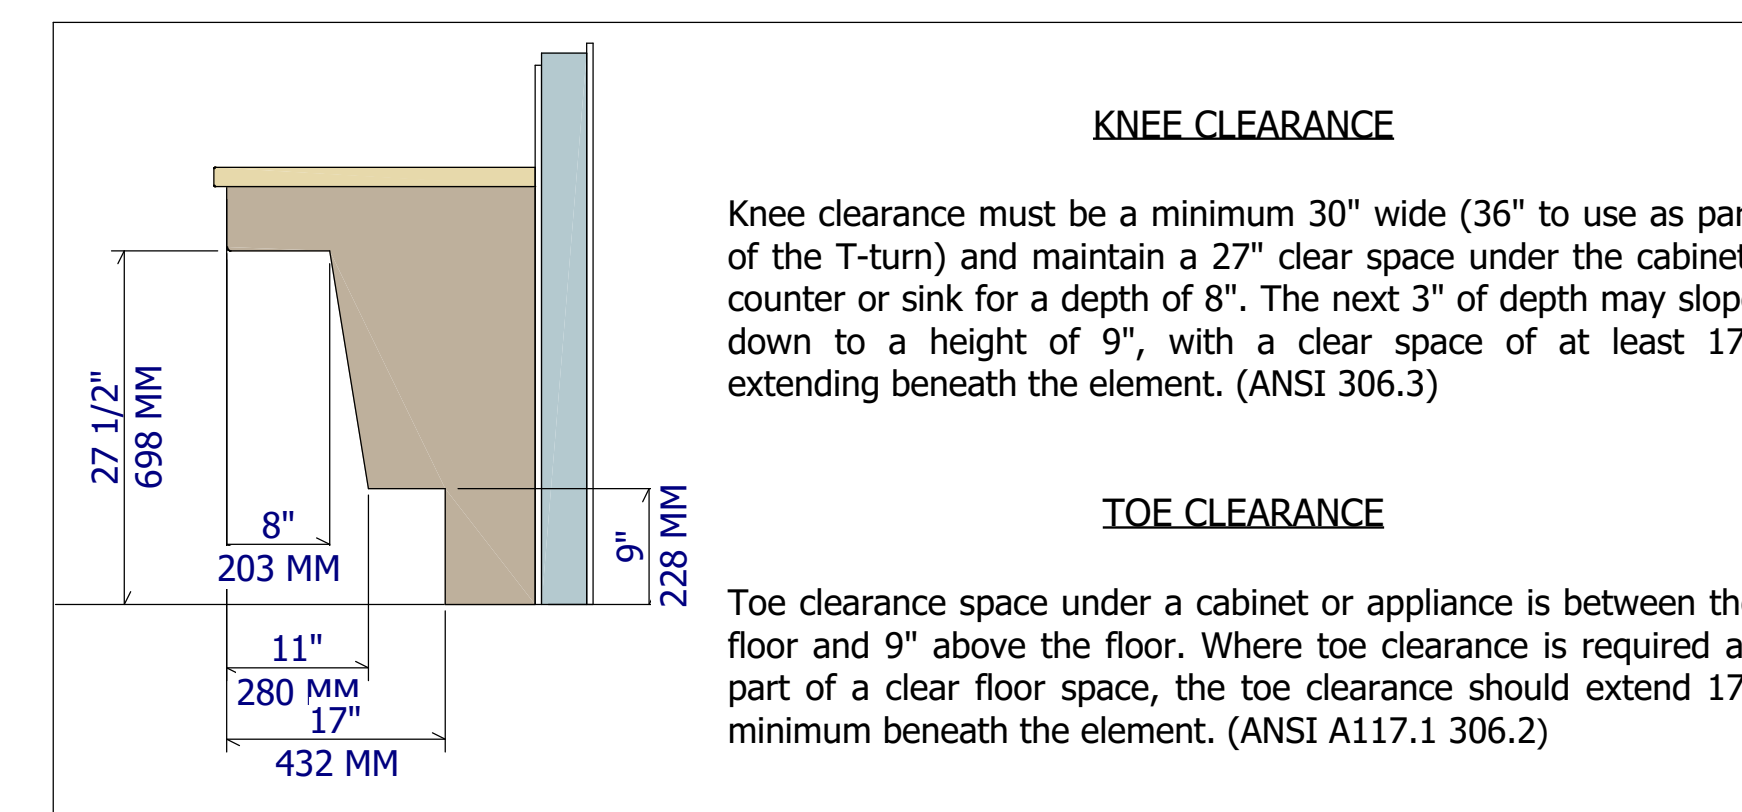 KNEE CLEARANCE
Knee clearance must be a minimum 30" wide (36" to use as par
of the T-turn) and maintain a 27" clear space under the cabinet
counter or sink for a depth of 8". The next 3" of depth may slop
down to a height of 9", with a clear space of at least 17
extending beneath the element. (ANSI 306.3)
TOE CLEARANCE
Toe clearance space under a cabinet or appliance is between th
floor and 9" above the floor. Where toe clearance is required a
part of a clear floor space, the toe clearance should extend 17
minimum beneath the element. (ANSI A117.1 306.2)
27 1/2"
698 MM
8"
203 MM
9"
228 MM
11"
280 MM
17"
432 MM